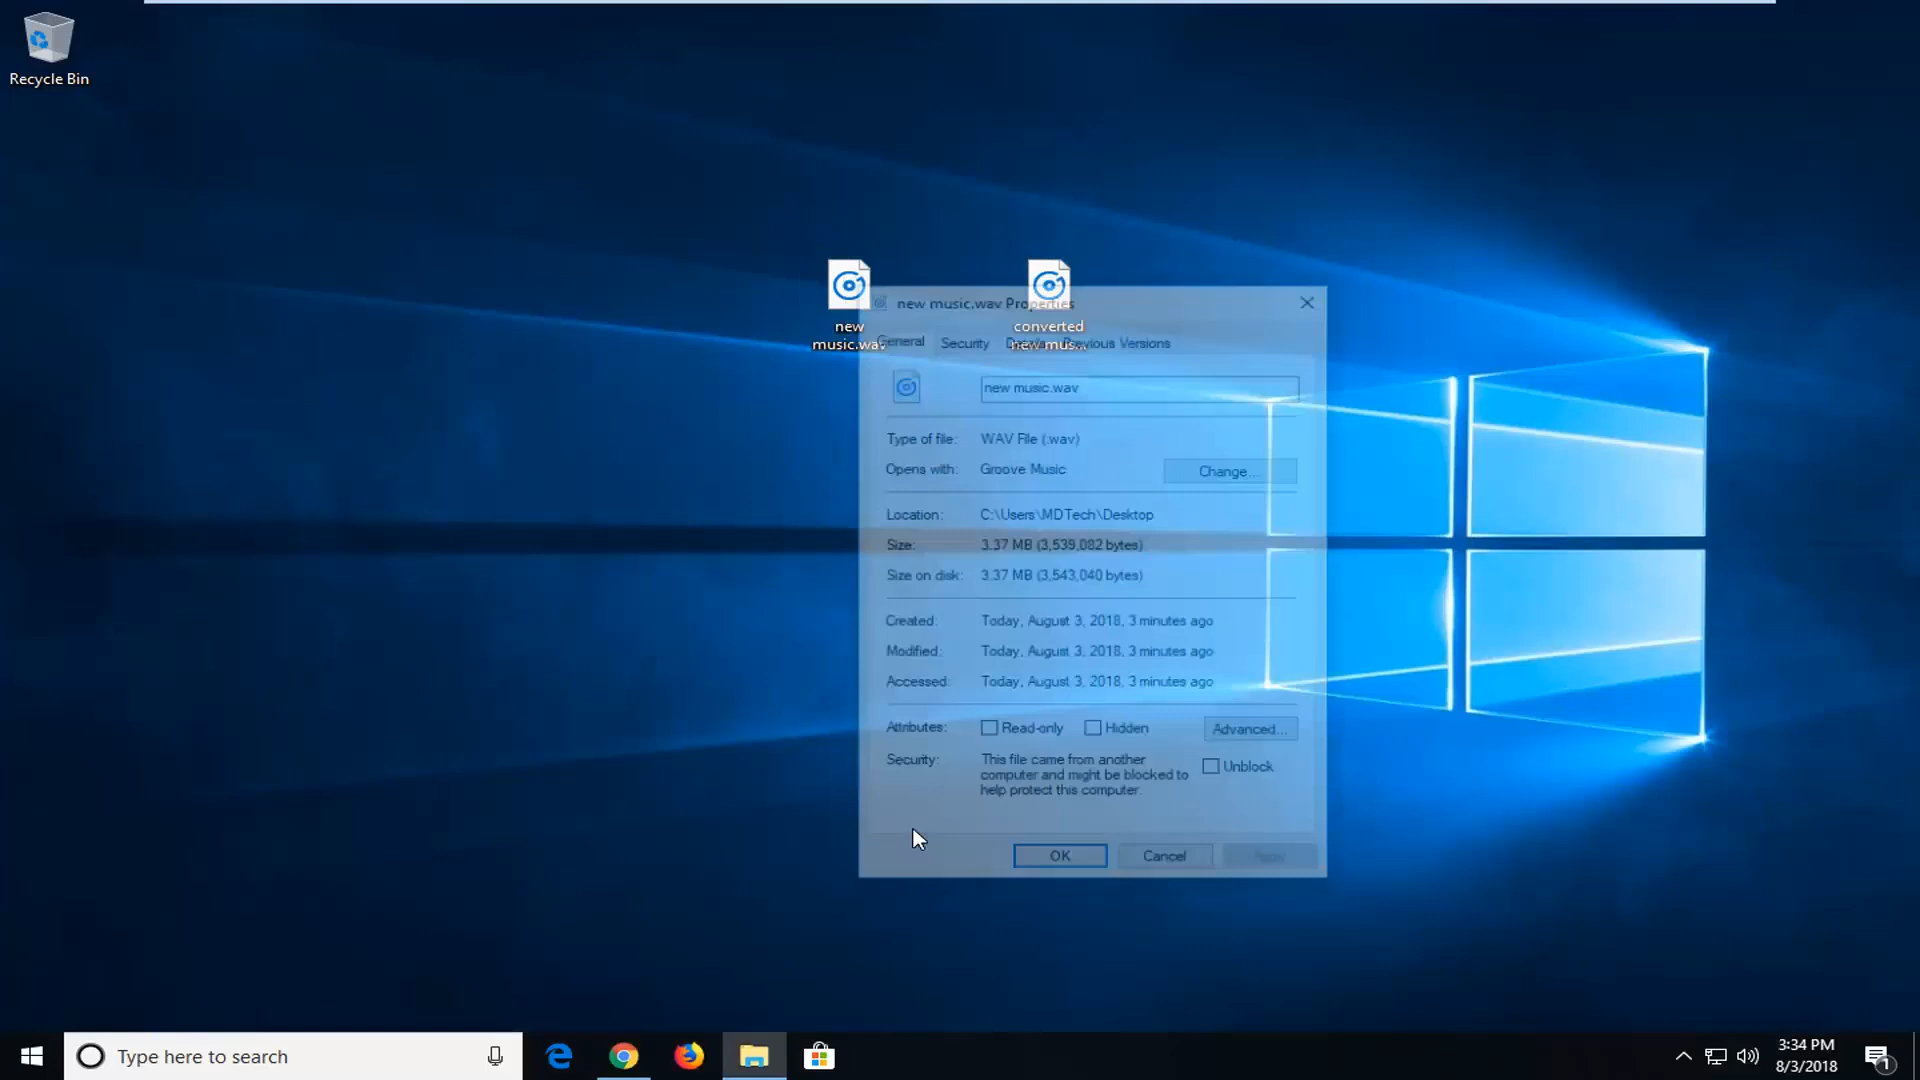 Recycle Bin
new
music.wav
converted
new mus...
new music.wav Properties
General
Security
Details
Previous Versions
new music.wav
Type of file: WAV File (.wav)
Opens with: Groove Music
Change...
Location: C:\Users\MDTech\Desktop
Size: 3.37 MB (3,539,082 bytes)
Size on disk: 3.37 MB (3,543,040 bytes)
Created: Today, August 3, 2018, 3 minutes ago
Modified: Today, August 3, 2018, 3 minutes ago
Accessed: Today, August 3, 2018, 3 minutes ago
Attributes: Read-only Hidden Advanced...
Security: This file came from another
computer and might be blocked to
help protect this computer.
Unblock
OK
Cancel
Apply
Type here to search
3:34 PM
8/3/2018
1